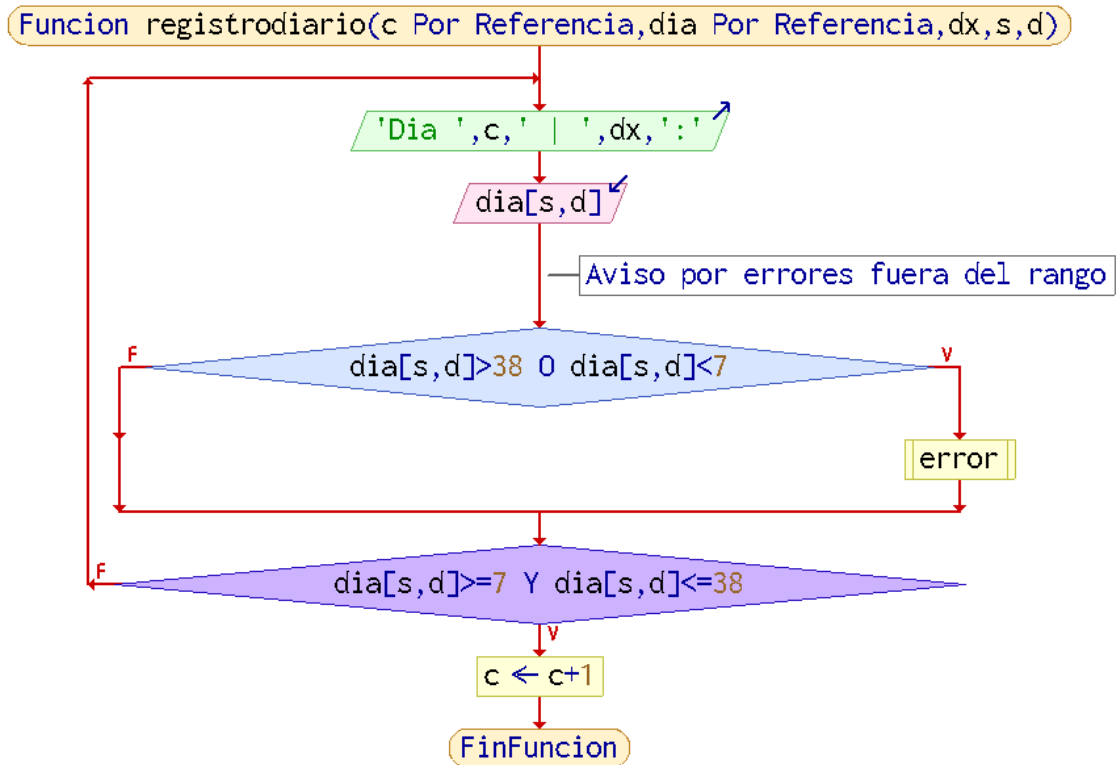 Funcion registrodiario(c Por Referencia,dia Por Referencia,dx,s,d)
'Dia ',c,' | ',dx,':'
dia[s,d]
Aviso por errores fuera del rango
F
dia[s,d]>38 O dia[s,d]<7
V
error
F
dia[s,d]>=7 Y dia[s,d]<=38
V
c ← c+1
FinFuncion